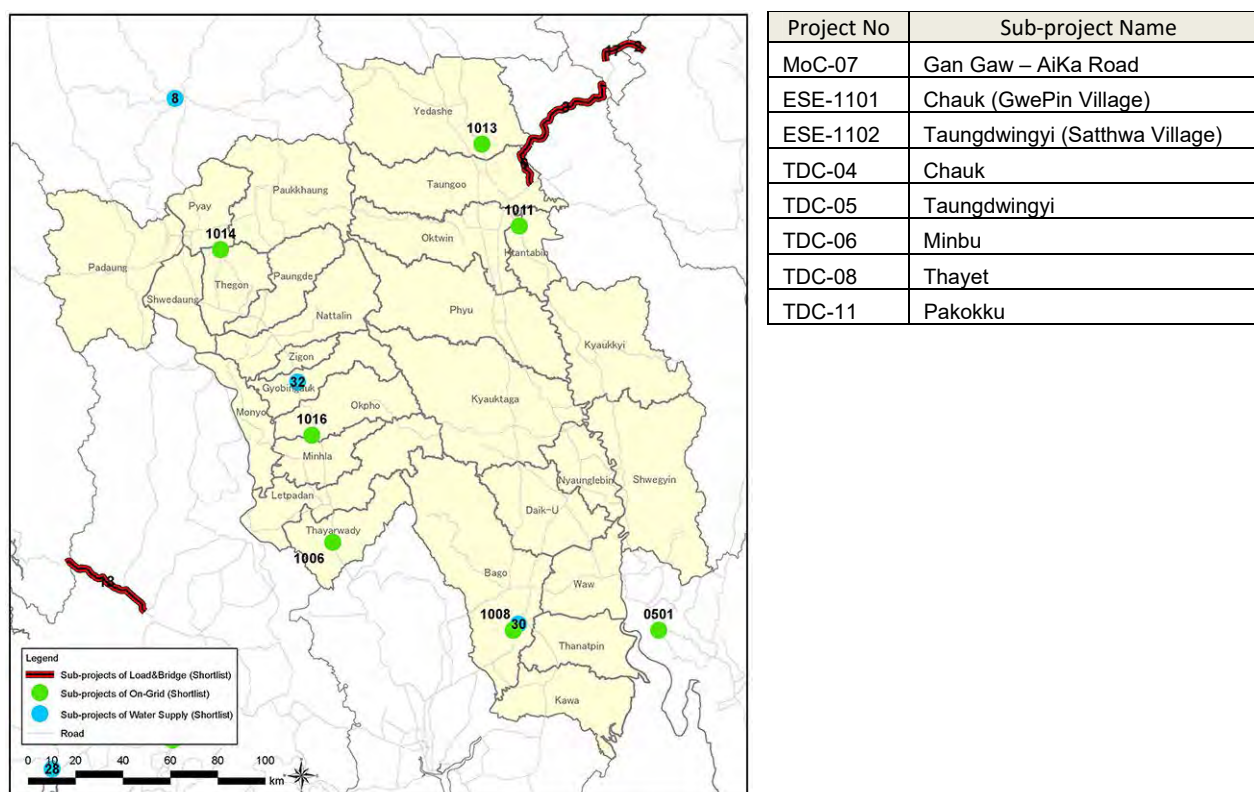 8
Yedashe
1013
Taungoo
Paukkhaung
Pyay
1011
1014
Oktwin
Htantabin
Padaung
Paungde
Thegon
Shwedaung
Nattalin
Phyu
Kyaukkyi
Zigon
32
Gyobingauk
Monyo
Okpho
Kyauktaga
1016
Minhla
Nyaunglebin
Shwegyin
Letpadan
Daik-U
Thayarwady
1006
Bago
Waw
18
1008
30
0501
Thanatpin
Kawa
Legend
Sub-projects of Load&Bridge (Shortlist)
Sub-projects of On-Grid (Shortlist)
Sub-projects of Water Supply (Shortlist)
Road
0 10 20 40 60 80 100
km
28
Project No Sub-project Name
MoC-07 Gan Gaw – AiKa Road
ESE-1101 Chauk (GwePin Village)
ESE-1102 Taungdwingyi (Satthwa Village)
TDC-04 Chauk
TDC-05 Taungdwingyi
TDC-06 Minbu
TDC-08 Thayet
TDC-11 Pakokku